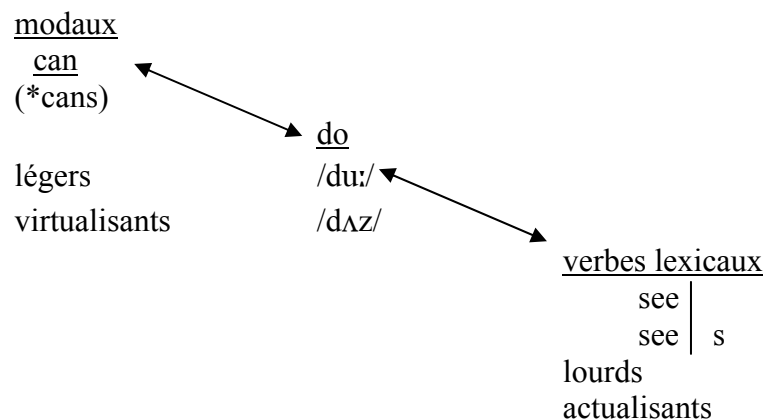 modaux
can
(*cans)
do
légers /duː/
virtualisants /dʌz/
verbes lexicaux
see
see s
lourds
actualisants